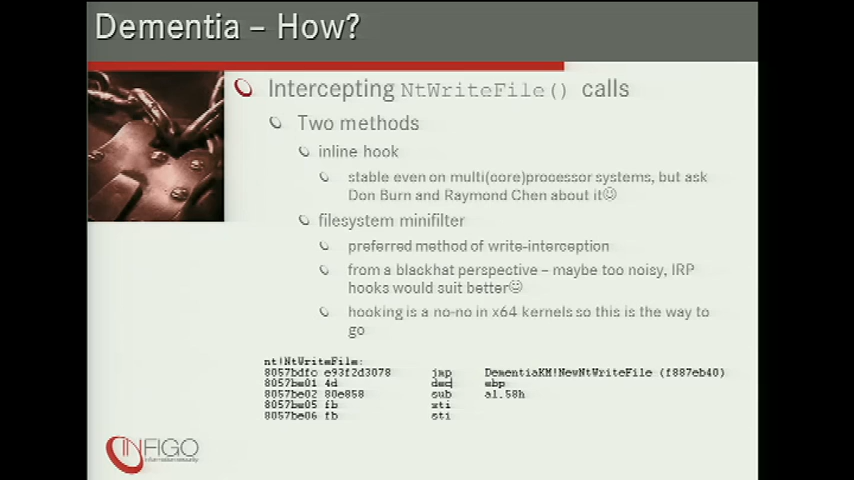 Dementia – How?
Intercepting NtWriteFile() calls
Two methods
inline hook
stable even on multi(core)processor systems, but ask
Don Burn and Raymond Chen about it☺
filesystem minifilter
preferred method of write-interception
from a blackhat perspective – maybe too noisy, IRP
hooks would suit better☺
hooking is a no-no in x64 kernels so this is the way to
go
nt!NtWriteFile:
8057bdfc e93f2d3078 jmp DementiaKM!NewNtWriteFile (f887eb40)
8057be01 4d dec ebp
8057be02 80e858 sub al,58h
8057be05 fb sti
8057be06 fb sti
INFIGO